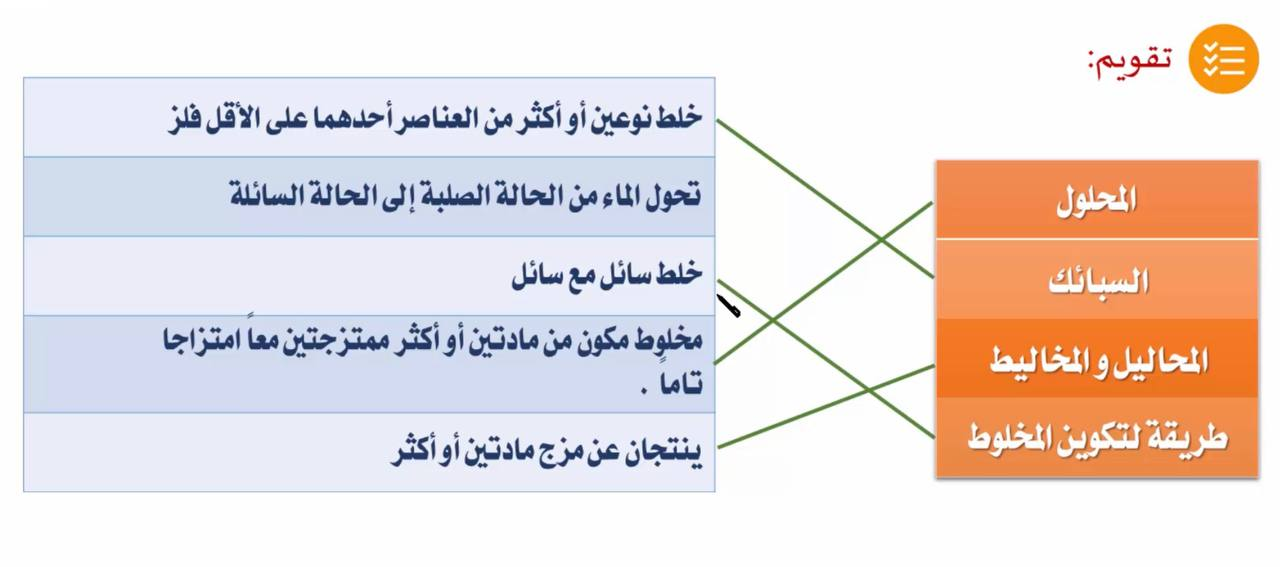 تقويم:
المحلول
السبائك
المحاليل و المخاليط
طريقة لتكوين المخلوط
خلط نوعين أو أكثر من العناصر أحدهما على الأقل فلز
تحول الماء من الحالة الصلبة إلى الحالة السائلة
خلط سائل مع سائل
مخلوط مكون من مادتين أو أكثر ممتزجتين معاً امتزاجا
تاماً .
ينتجان عن مزج مادتين أو أكثر